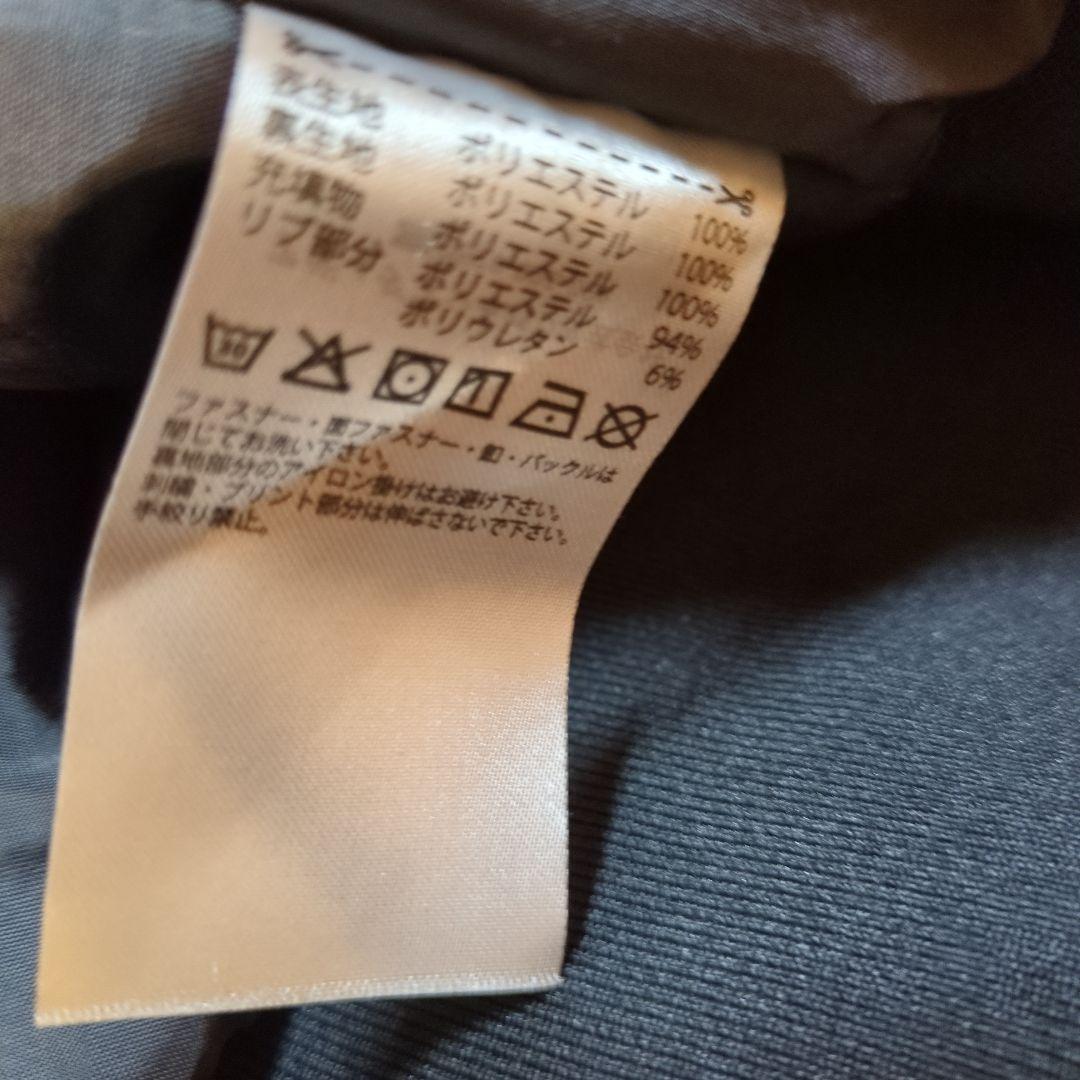 表生地 ポリエステル 100%
裏生地 ポリエステル 100%
充填物 ポリエステル 100%
リブ部分 ポリエステル 94%
ポリウレタン 6%
30
ファスナー・面ファスナー・釦・バックルは
閉じてお洗い下さい。
裏地部分のアイロン掛けはお避け下さい。
刺繍・プリント部分は伸ばさないで下さい。
手絞り禁止。